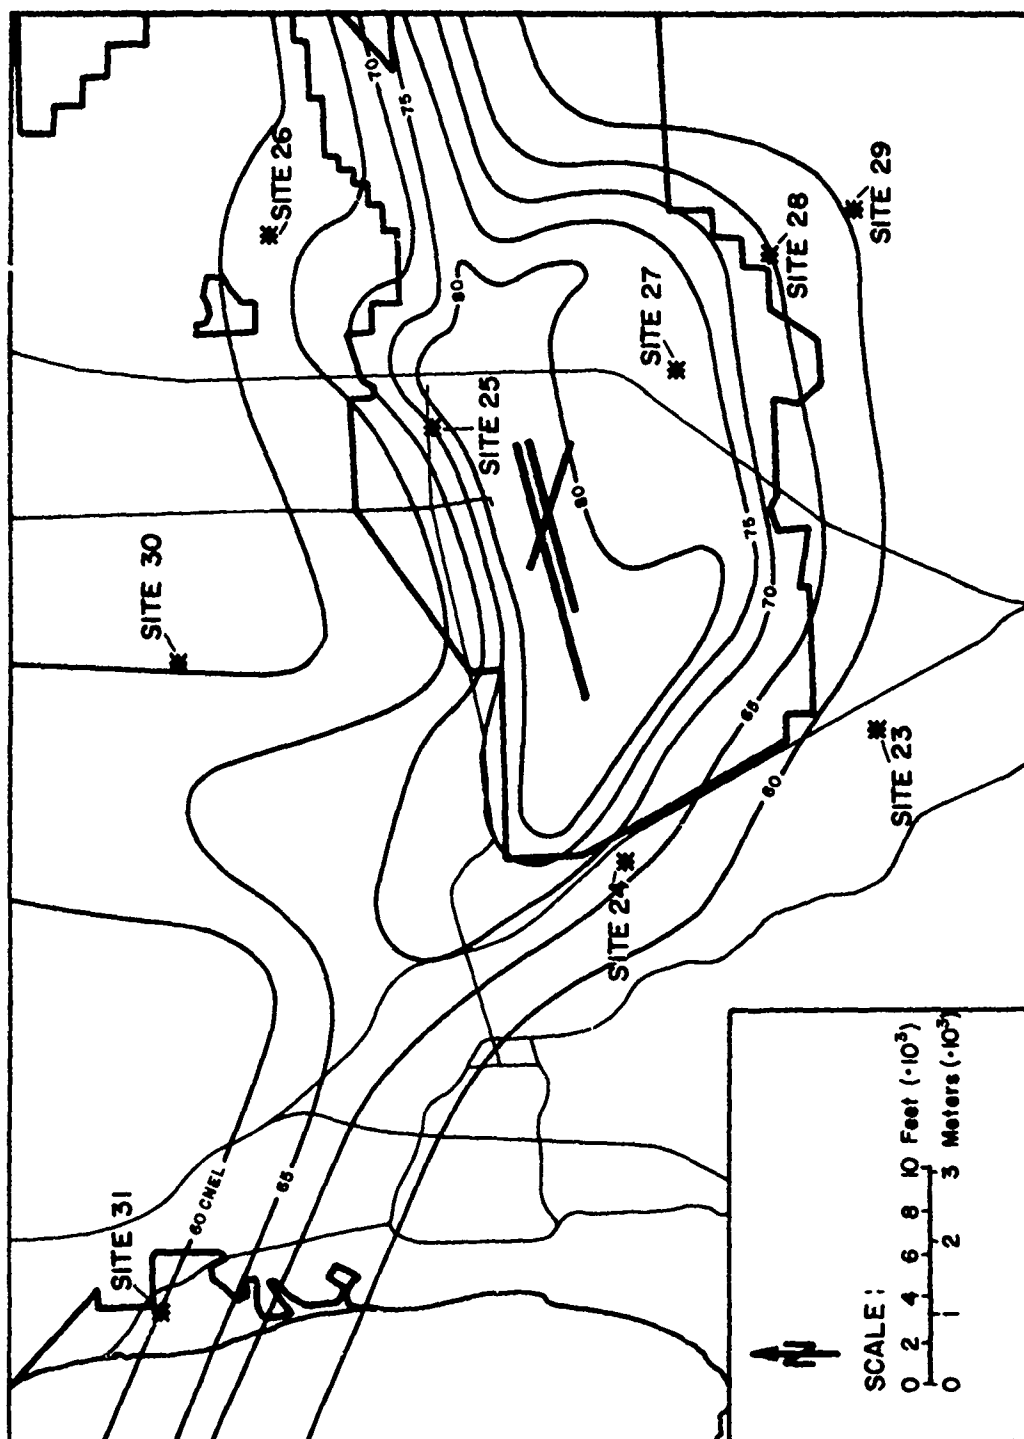 SITE 26
SITE 29
SITE 28
SITE 27
SITE 25
SITE 30
SITE 24
SITE 23
SITE 31
70
75
80
80
75
70
65
60
60 CNEL
65
N
SCALE:
0 2 4 6 8 10 Feet (·10³)
0 1 2 3 Meters (·10³)